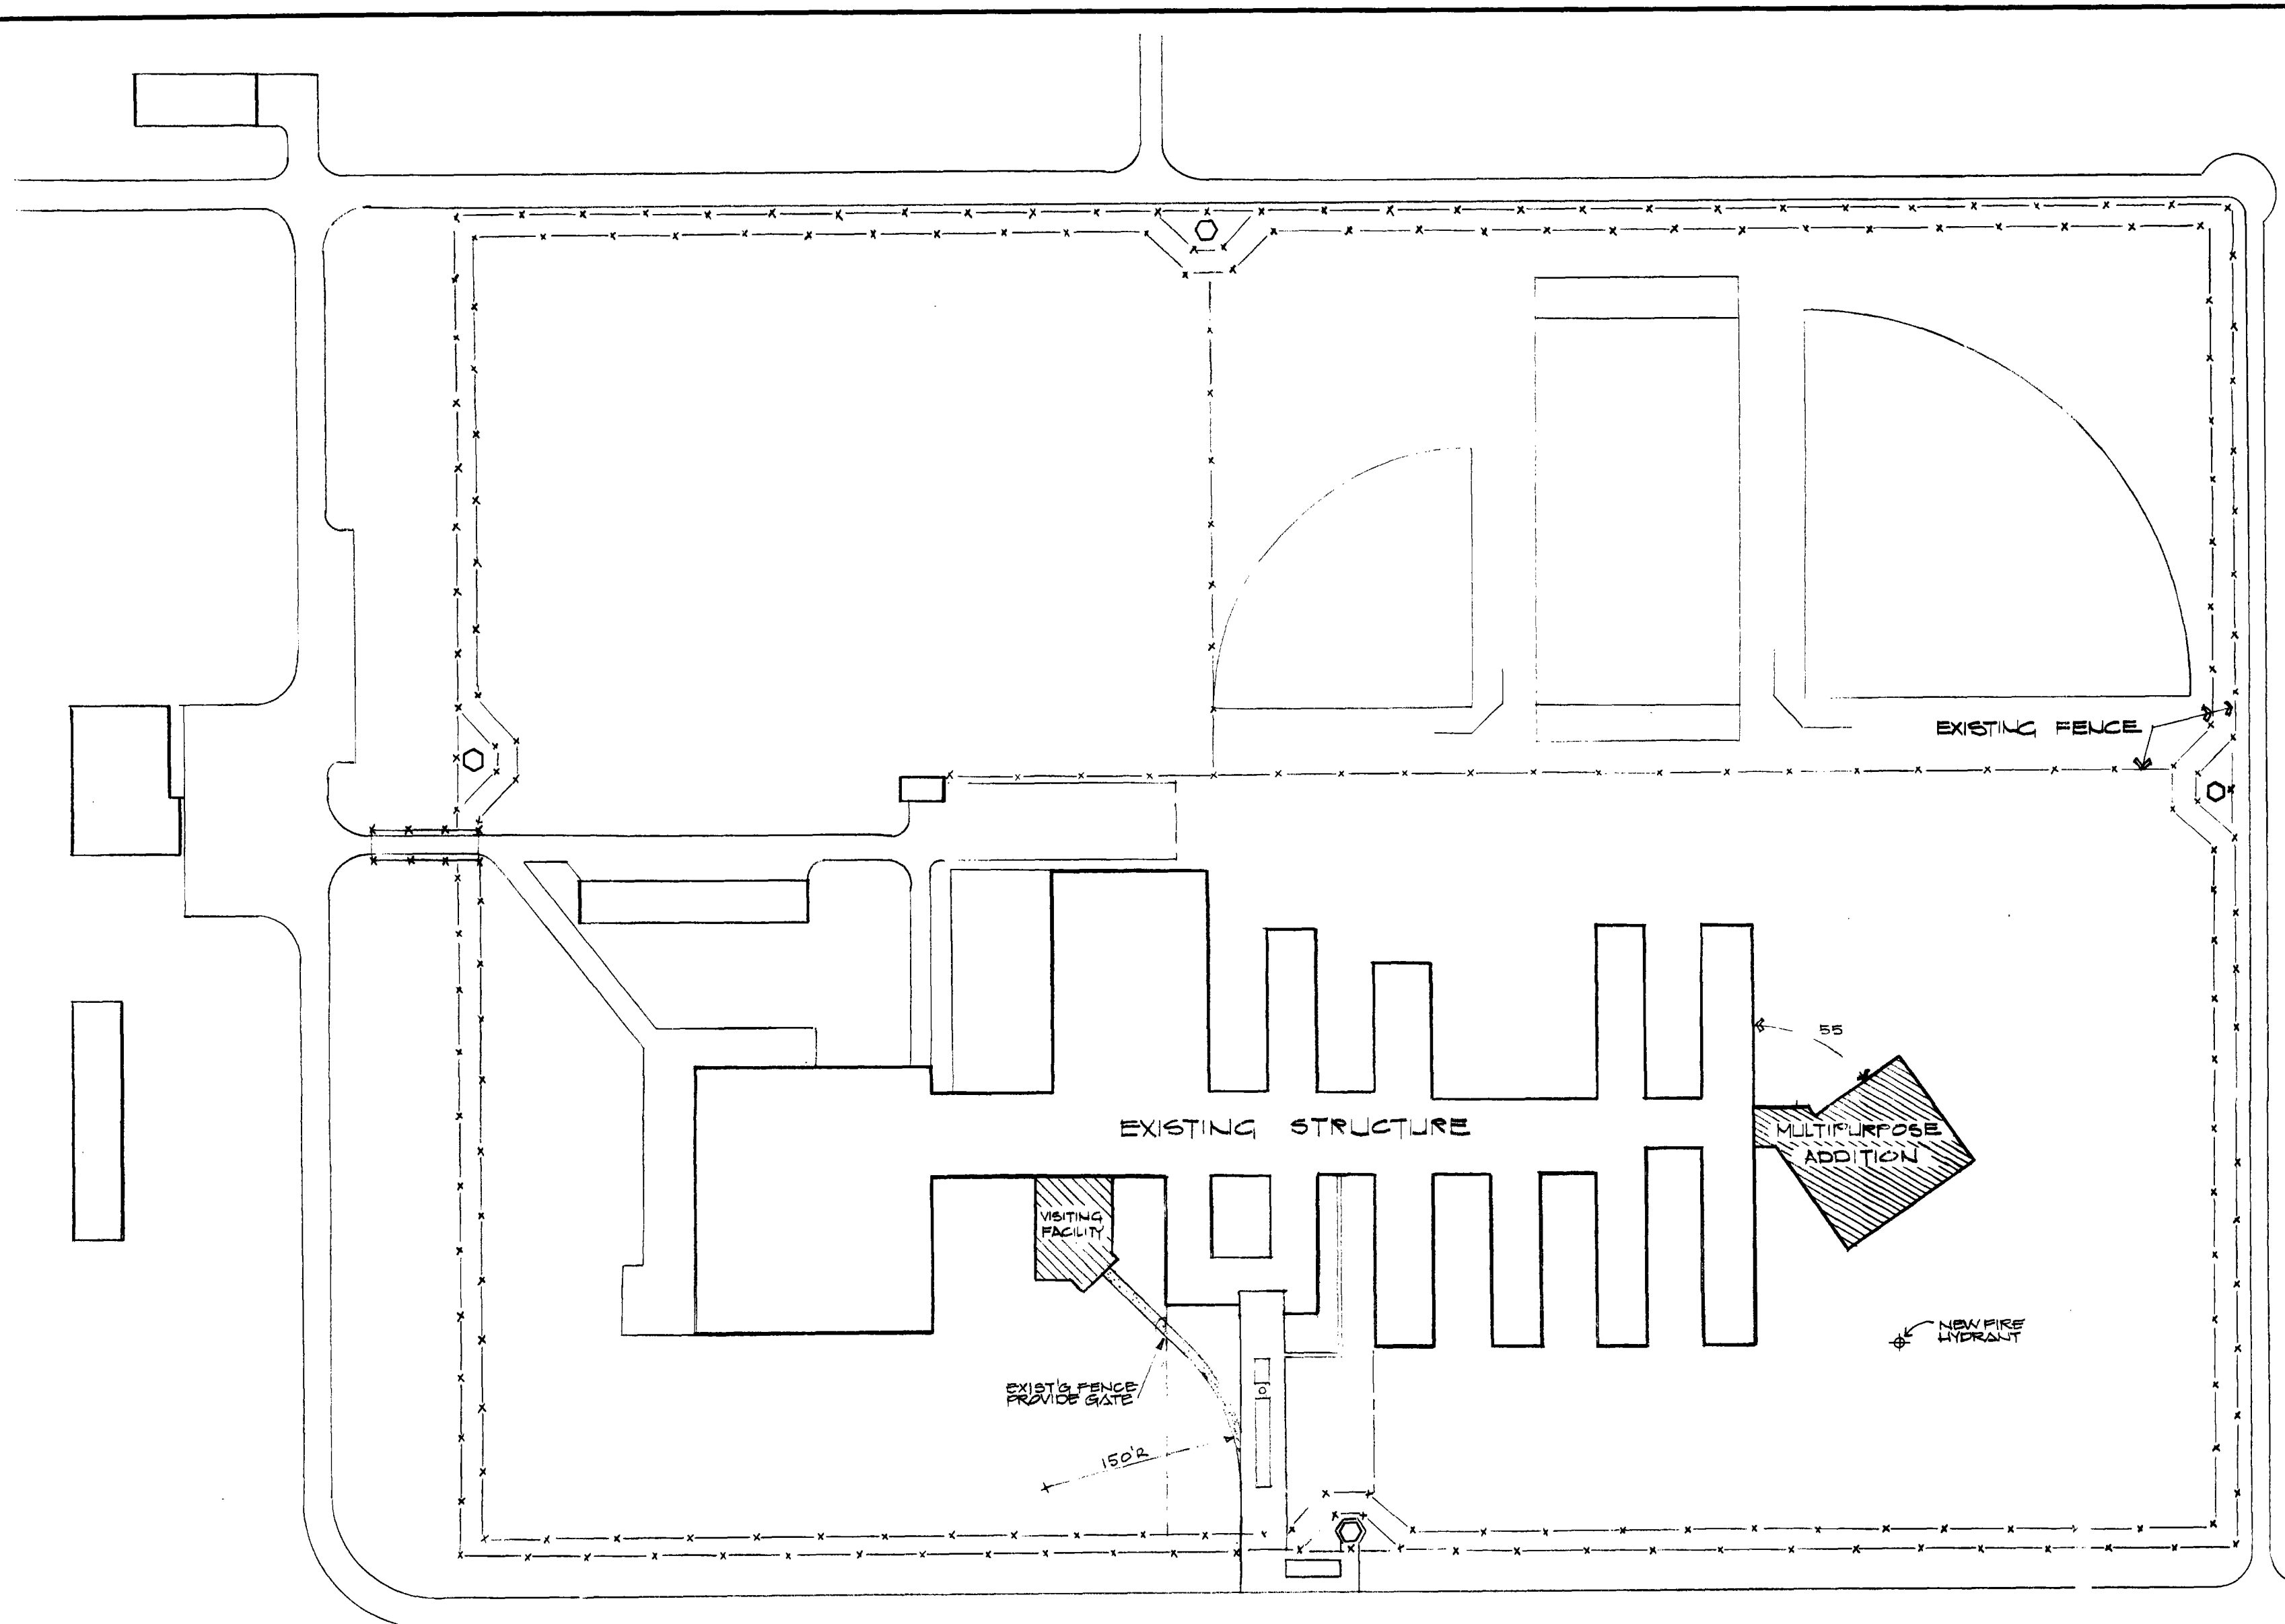 EXISTING FENCE
55
EXISTING STRUCTURE
MULTIPURPOSE
ADDITION
VISITING
FACILITY
NEW FIRE
HYDRANT
EXIST'G FENCE
PROVIDE GATE
150'R